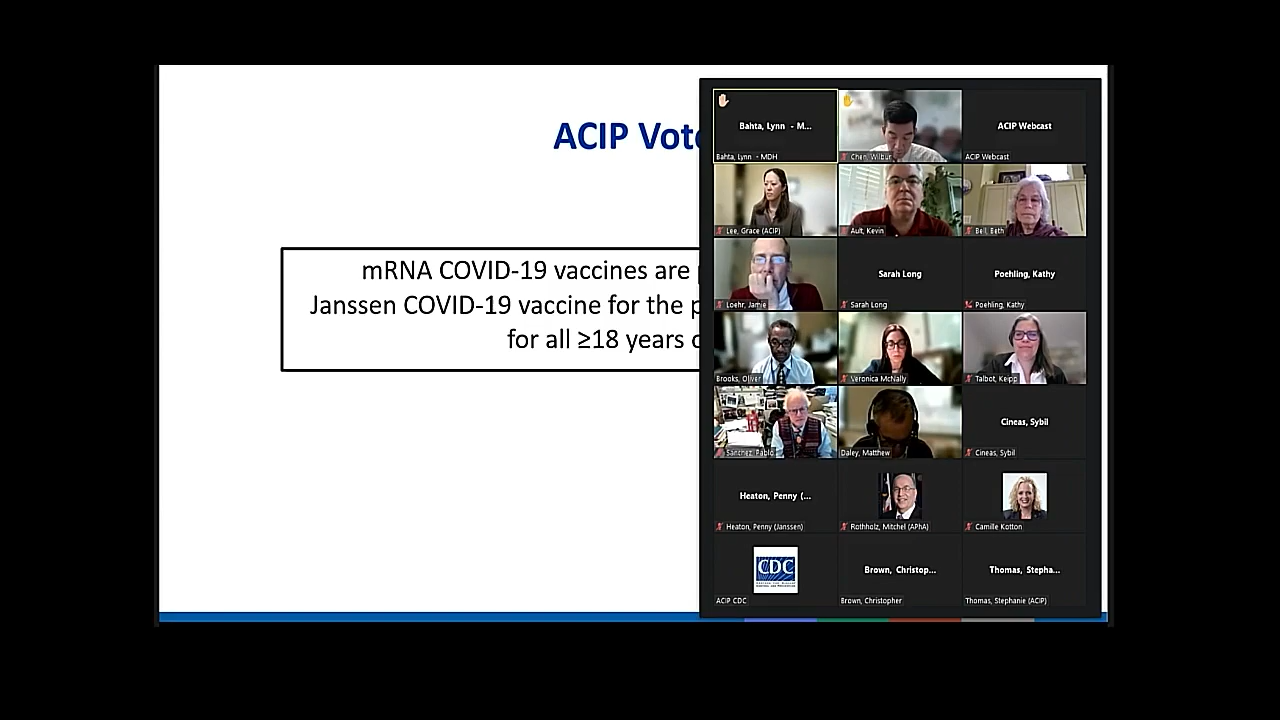 ACIP Vote
mRNA COVID-19 vaccines are
Janssen COVID-19 vaccine for the p
for all ≥18 years
Bahta, Lynn - M...
Bahta, Lynn - MDH
Chen, Wilbur
ACIP Webcast
ACIP Webcast
Lee, Grace (ACIP)
Ault, Kevin
Bell, Beth
Loehr, Jamie
Sarah Long
Sarah Long
Poehling, Kathy
Poehling, Kathy
Brooks, Oliver
Veronica McNally
Talbot, Keipp
Sanchez, Pablo
Daley, Matthew
Cineas, Sybil
Cineas, Sybil
Heaton, Penny (...
Heaton, Penny (Janssen)
Rothholz, Mitchel (APhA)
Camille Kotton
CDC
ACIP CDC
Brown, Christop...
Brown, Christopher
Thomas, Stepha...
Thomas, Stephanie (ACIP)